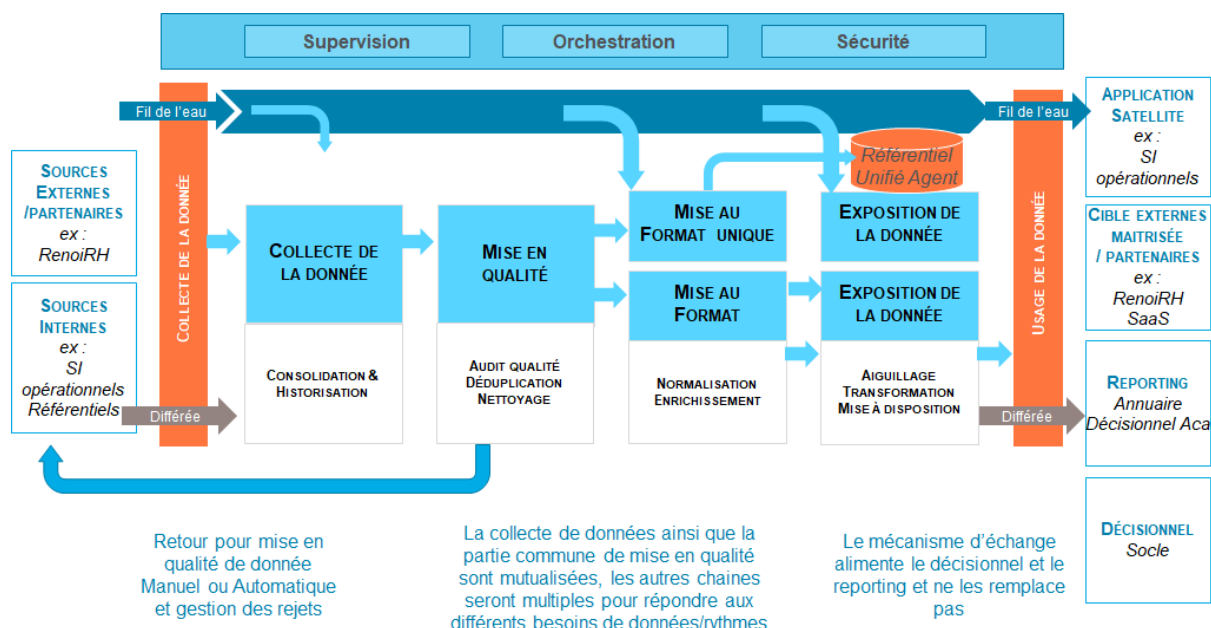 Supervision
Orchestration
Sécurité
Fil de l'eau
Fil de l'eau
COLLECTE DE LA DONNÉE
USAGE DE LA DONNÉE
SOURCES
EXTERNES
/PARTENAIRES
ex :
RenoiRH
SOURCES
INTERNES
ex :
SI
opérationnels
Référentiels
Différée
COLLECTE DE
LA DONNÉE
CONSOLIDATION &
HISTORISATION
MISE EN
QUALITÉ
AUDIT QUALITÉ
DÉDUPLICATION
NETTOYAGE
Référentiel
Unifié Agent
MISE AU
FORMAT UNIQUE
MISE AU
FORMAT
NORMALISATION
ENRICHISSEMENT
EXPOSITION DE
LA DONNÉE
EXPOSITION DE
LA DONNÉE
AIGUILLAGE
TRANSFORMATION
MISE À DISPOSITION
Différée
APPLICATION
SATELLITE
ex :
SI
opérationnels
CIBLE EXTERNES
MAITRISÉE
/ PARTENAIRES
ex :
RenoiRH
SaaS
REPORTING
Annuaire
Décisionnel Aca
DÉCISIONNEL
Socle
Retour pour mise en
qualité de donnée
Manuel ou Automatique
et gestion des rejets
La collecte de données ainsi que la
partie commune de mise en qualité
sont mutualisées, les autres chaines
seront multiples pour répondre aux
différents besoins de données/rythmes
Le mécanisme d'échange
alimente le décisionnel et le
reporting et ne les remplace
pas